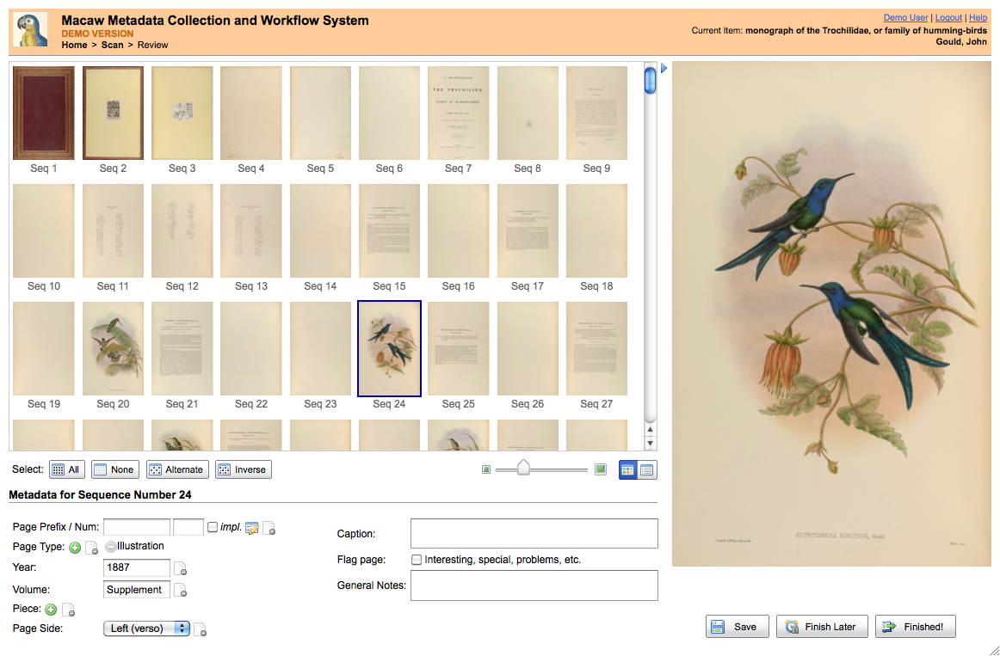 Macaw Metadata Collection and Workflow System
DEMO VERSION
Home > Scan > Review
Demo User | Logout | Help
Current Item: monograph of the Trochilidae, or family of humming-birds
Gould, John
Seq 1 Seq 2 Seq 3 Seq 4 Seq 5 Seq 6 Seq 7 Seq 8 Seq 9
Seq 10 Seq 11 Seq 12 Seq 13 Seq 14 Seq 15 Seq 16 Seq 17 Seq 18
Seq 19 Seq 20 Seq 21 Seq 22 Seq 23 Seq 24 Seq 25 Seq 26 Seq 27
Select: All None Alternate Inverse
Metadata for Sequence Number 24
Page Prefix / Num: impl.
Page Type: Illustration
Year: 1887
Volume: Supplement
Piece:
Page Side: Left (verso)
Caption:
Flag page: Interesting, special, problems, etc.
General Notes:
EUPETOMENA HIRUNDO, Gould.
Save Finish Later Finished!